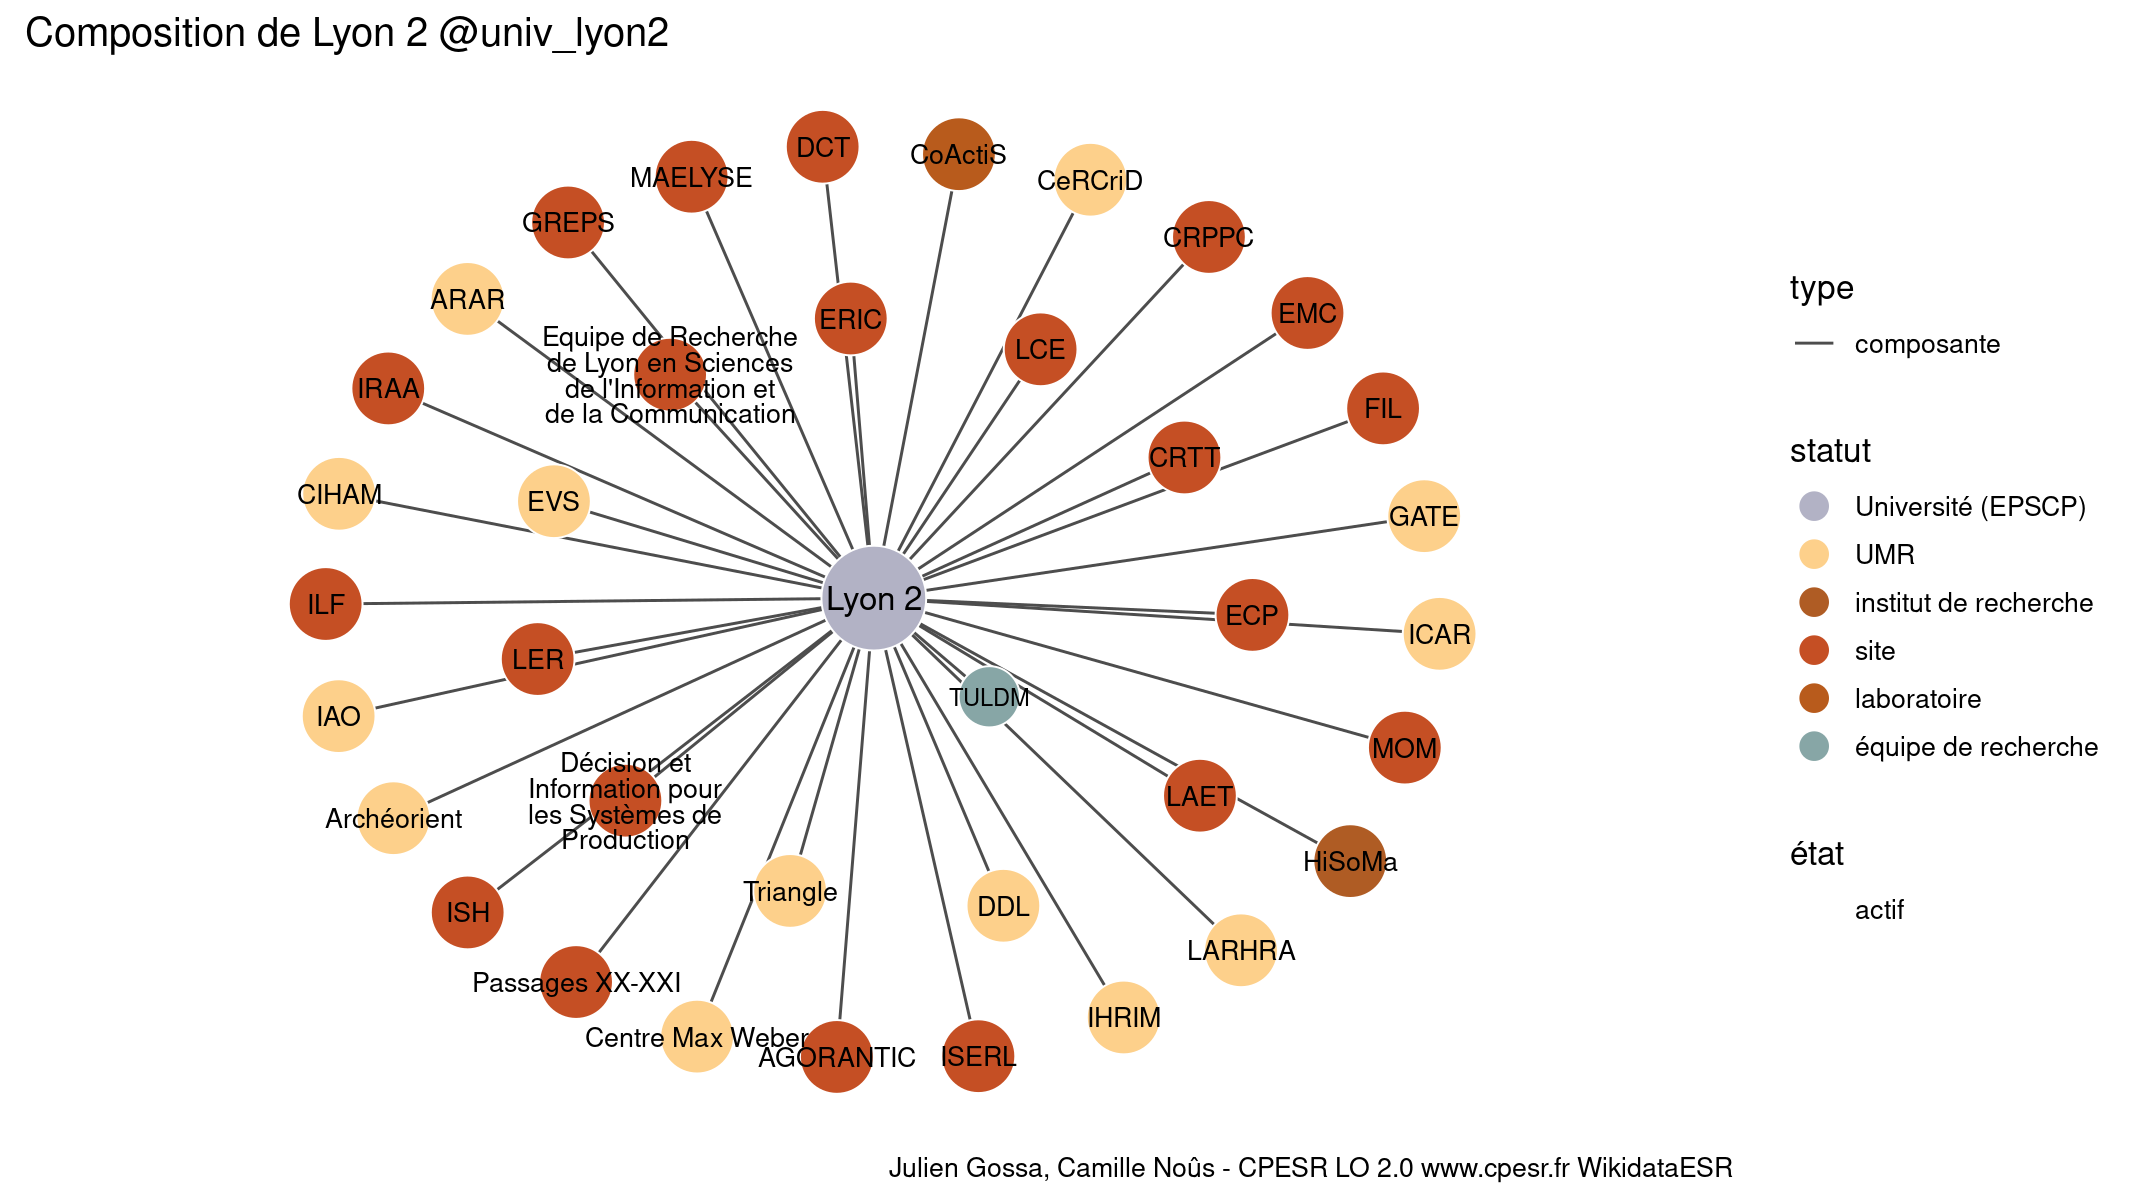 Composition de Lyon 2 @univ_lyon2
DCT
CoActiS
MAELYSE
CeRCriD
GREPS
CRPPC
ARAR
ERIC
EMC
Equipe de Recherche
de Lyon en Sciences
de l'Information et
de la Communication
LCE
IRAA
FIL
CRTT
CIHAM
EVS
GATE
Lyon 2
ILF
ECP
ICAR
LER
TULDM
IAO
MOM
Décision et
Information pour
les Systèmes de
Production
LAET
Archéorient
HiSoMa
Triangle
DDL
ISH
LARHRA
Passages XX-XXI
IHRIM
Centre Max Weber
AGORANTIC
ISERL
type
composante
statut
Université (EPSCP)
UMR
institut de recherche
site
laboratoire
équipe de recherche
état
actif
Julien Gossa, Camille Noûs - CPESR LO 2.0 www.cpesr.fr WikidataESR